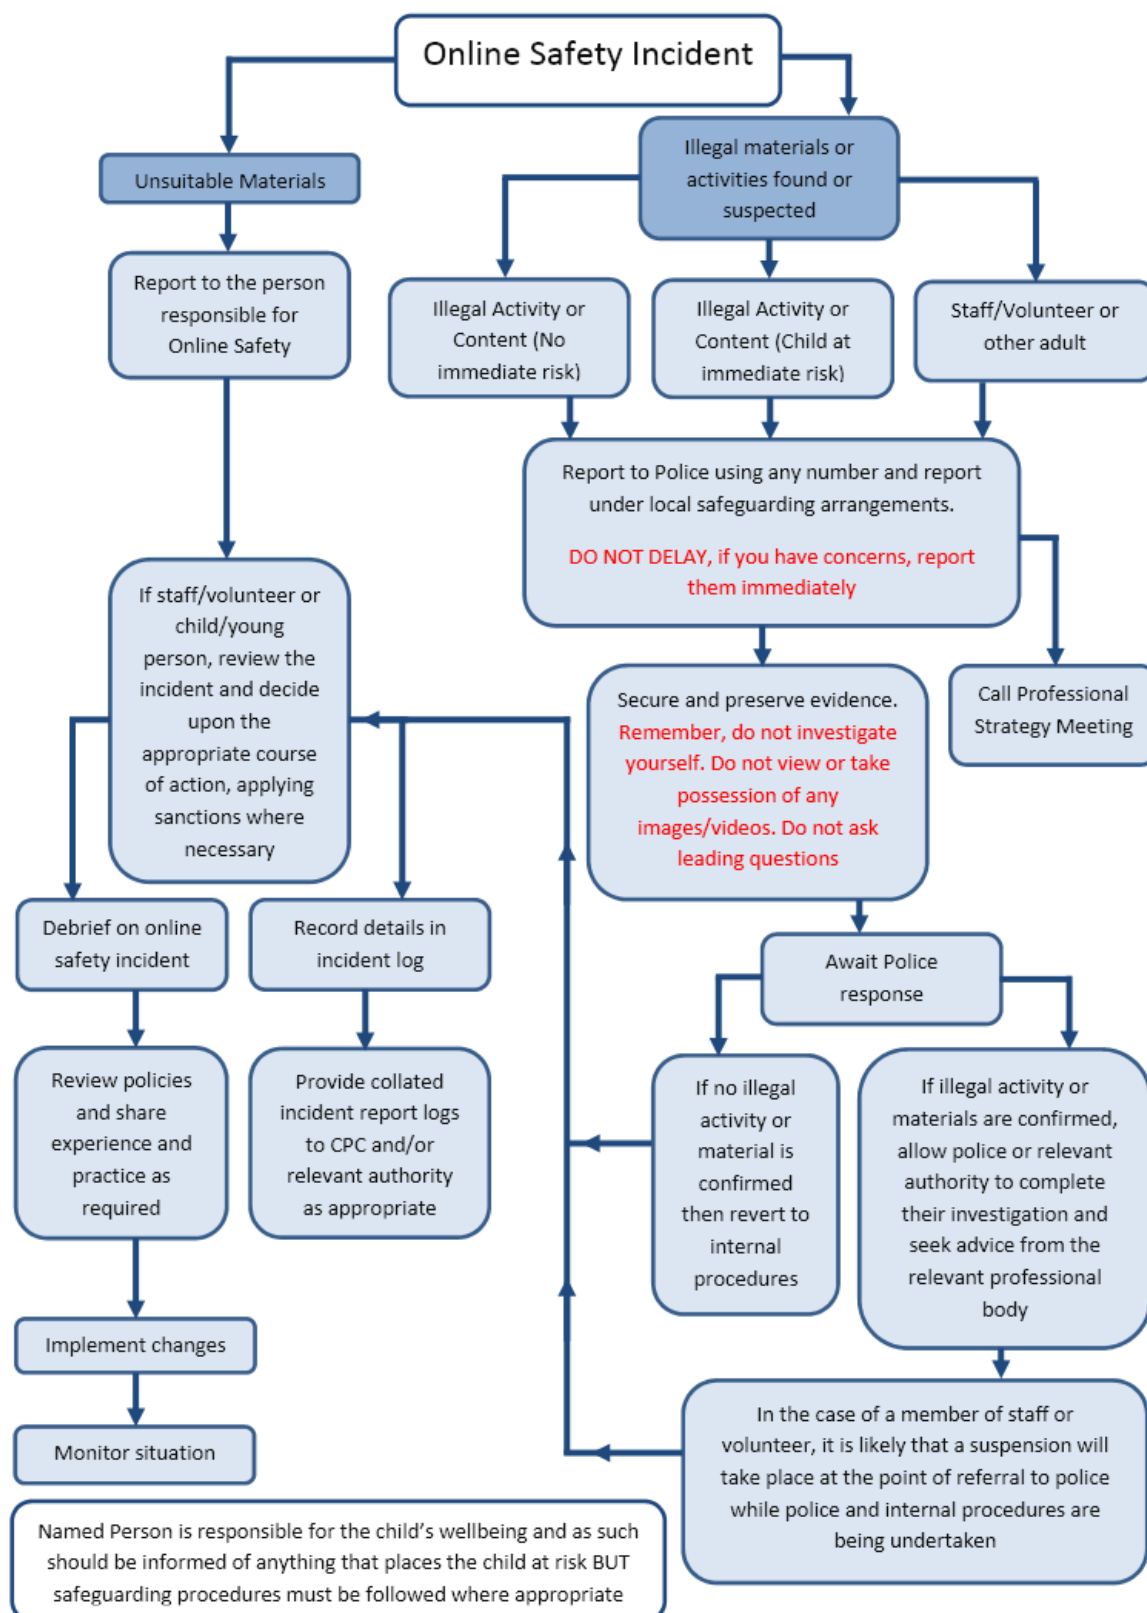 Online Safety Incident
Unsuitable Materials
Report to the person
responsible for
Online Safety
If staff/volunteer or
child/young
person, review the
incident and decide
upon the
appropriate course
of action, applying
sanctions where
necessary
Debrief on online
safety incident
Review policies
and share
experience and
practice as
required
Implement changes
Monitor situation
Record details in
incident log
Provide collated
incident report logs
to CPC and/or
relevant authority
as appropriate
Illegal materials or
activities found or
suspected
Illegal Activity or
Content (No
immediate risk)
Illegal Activity or
Content (Child at
immediate risk)
Staff/Volunteer or
other adult
Report to Police using any number and report
under local safeguarding arrangements.
DO NOT DELAY, if you have concerns, report
them immediately
Call Professional
Strategy Meeting
Secure and preserve evidence.
Remember, do not investigate
yourself. Do not view or take
possession of any
images/videos. Do not ask
leading questions
Await Police
response
If no illegal
activity or
material is
confirmed
then revert to
internal
procedures
If illegal activity or
materials are confirmed,
allow police or relevant
authority to complete
their investigation and
seek advice from the
relevant professional
body
In the case of a member of staff or
volunteer, it is likely that a suspension will
take place at the point of referral to police
while police and internal procedures are
being undertaken
Named Person is responsible for the child's wellbeing and as such
should be informed of anything that places the child at risk BUT
safeguarding procedures must be followed where appropriate